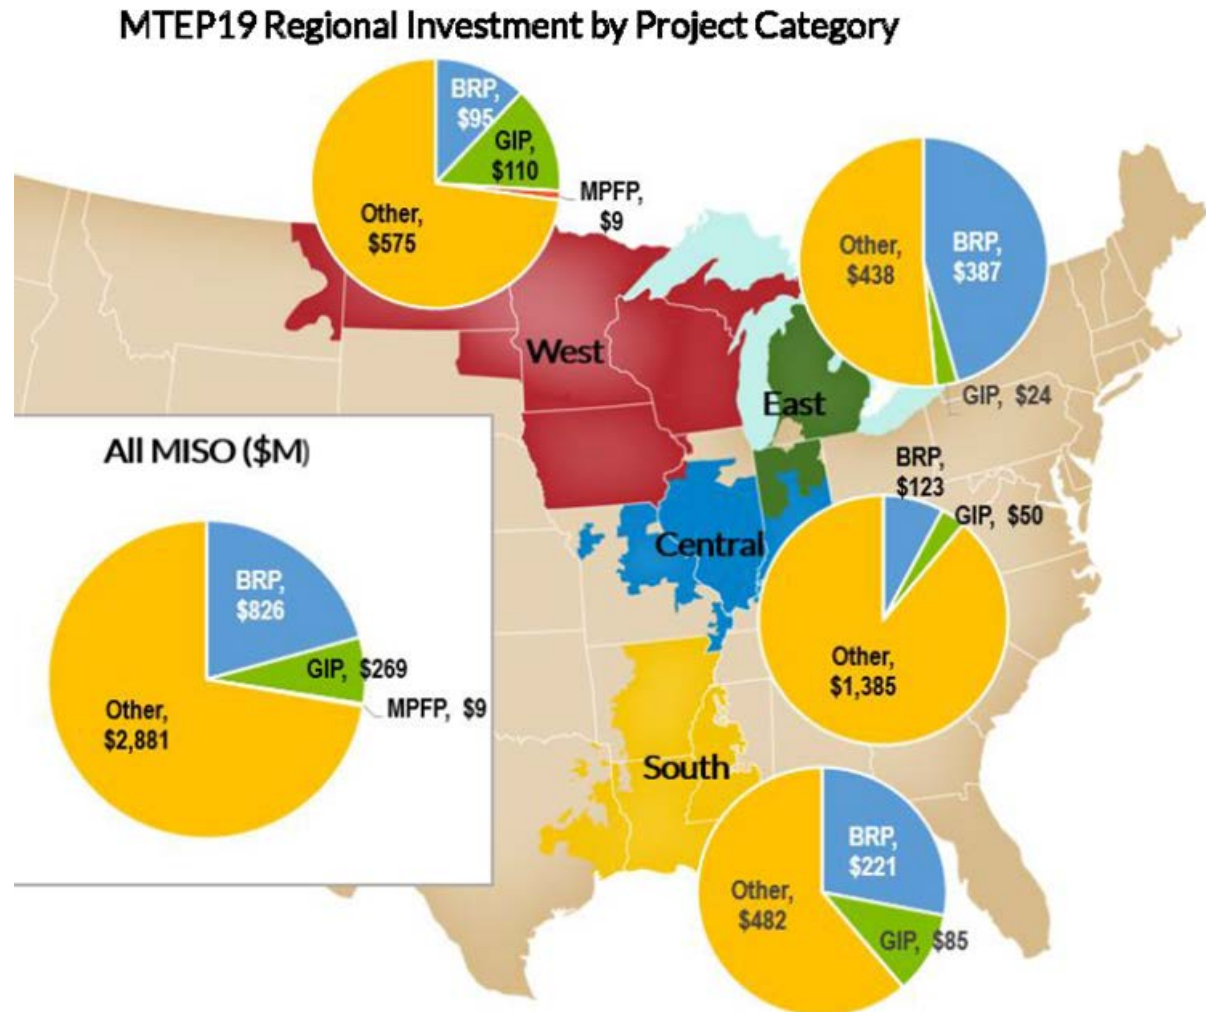 MTEP19 Regional Investment by Project Category
BRP,
$95
GIP,
$110
MPFP,
$9
Other,
$575
Other,
$438
BRP,
$387
GIP, $24
West
East
BRP,
$123
GIP, $50
Other,
$1,385
Central
All MISO ($M)
BRP,
$826
GIP, $269
MPFP, $9
Other,
$2,881
South
BRP,
$221
Other,
$482
GIP, $85